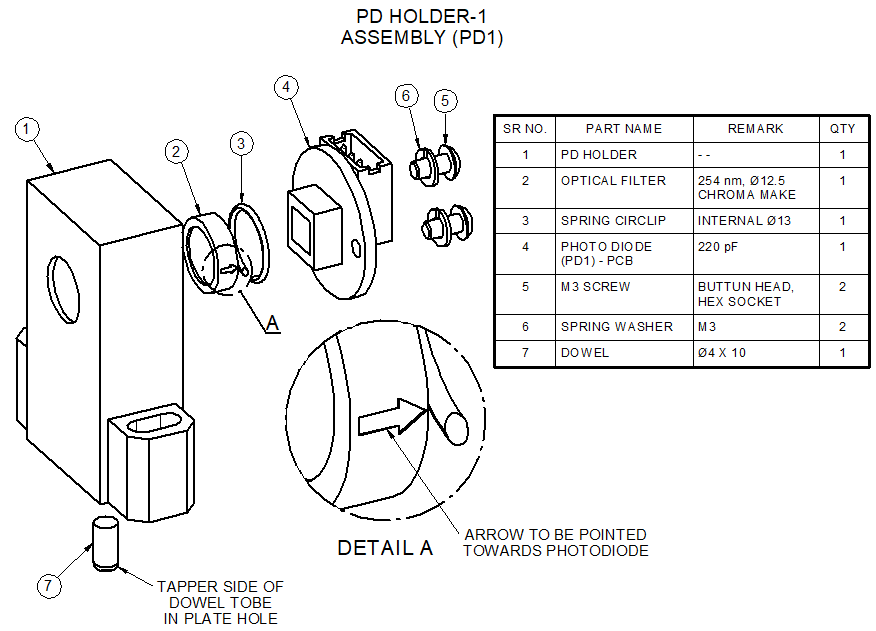 PD HOLDER-1
ASSEMBLY (PD1)
1
2
3
4
6
5
A
SR NO. PART NAME REMARK QTY
1 PD HOLDER - - 1
2 OPTICAL FILTER 254 nm, Ø12.5 1
CHROMA MAKE
3 SPRING CIRCLIP INTERNAL Ø13 1
4 PHOTO DIODE 220 pF 1
(PD1) - PCB
5 M3 SCREW BUTTUN HEAD, 2
HEX SOCKET
6 SPRING WASHER M3 2
7 DOWEL Ø4 X 10 1
DETAIL A
ARROW TO BE POINTED
TOWARDS PHOTODIODE
7
TAPPER SIDE OF
DOWEL TOBE
IN PLATE HOLE